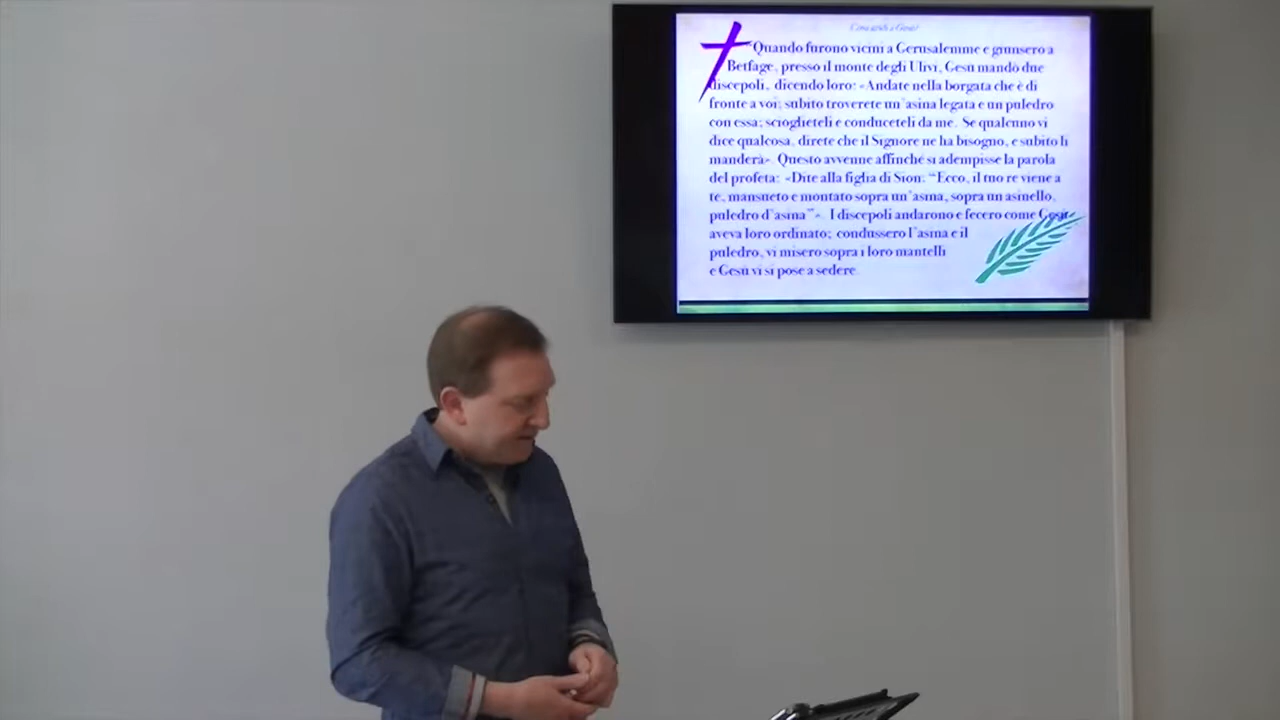 Cosa gridi a Gesù?
Quando furono vicini a Gerusalemme e giunsero a
Betfage, presso il monte degli Ulivi, Gesù mandò due
discepoli, dicendo loro: «Andate nella borgata che è di
fronte a voi; subito troverete un'asina legata e un puledro
con essa; scioglieteli e conduceteli da me. Se qualcuno vi
dice qualcosa, direte che il Signore ne ha bisogno, e subito li
manderà». Questo avvenne affinché si adempisse la parola
del profeta: «Dite alla figlia di Sion: “Ecco, il tuo re viene a
te, mansueto e montato sopra un'asina, sopra un asinello,
puledro d'asina”». I discepoli andarono e fecero come Gesù
aveva loro ordinato; condussero l'asina e il
puledro, vi misero sopra i loro mantelli
e Gesù vi si pose a sedere.